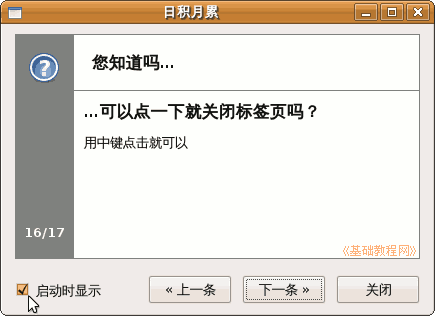 日积月累
您知道吗...
...可以点一下就关闭标签页吗？
用中键点击就可以
16/17
《基础教程网》
启动时显示
« 上一条
下一条 »
关闭